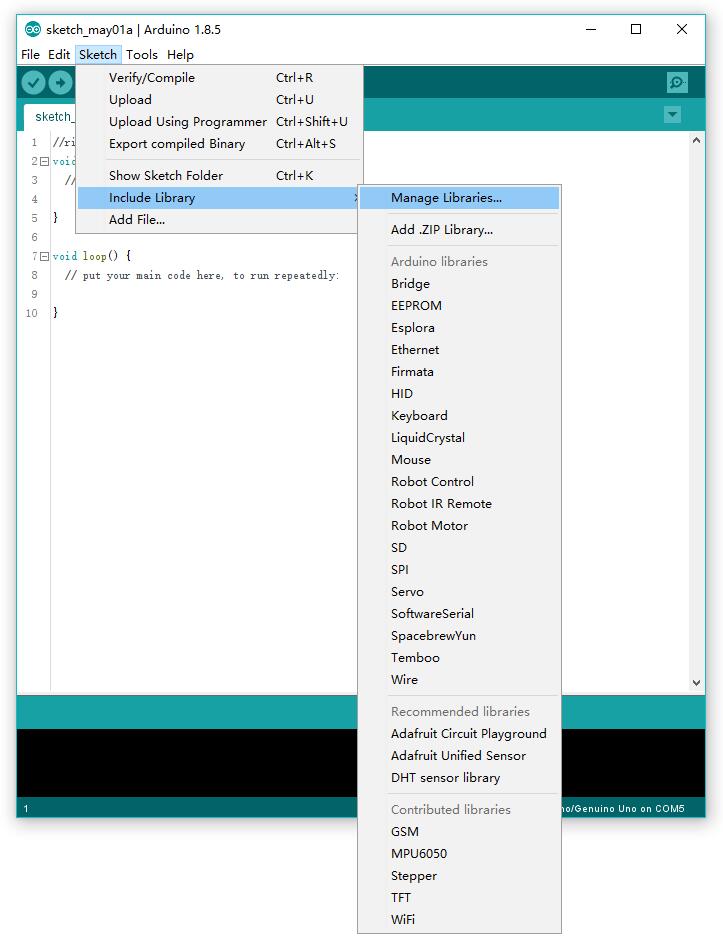 sketch_may01a | Arduino 1.8.5
File Edit Sketch Tools Help
Verify/Compile Ctrl+R
Upload Ctrl+U
Upload Using Programmer Ctrl+Shift+U
Export compiled Binary Ctrl+Alt+S
Show Sketch Folder Ctrl+K
Include Library
Add File...
sketch_
1 //ri
2 void
3 //
4
5 }
6
7 void loop() {
8 // put your main code here, to run repeatedly:
9
10 }
Manage Libraries...
Add .ZIP Library...
Arduino libraries
Bridge
EEPROM
Esplora
Ethernet
Firmata
HID
Keyboard
LiquidCrystal
Mouse
Robot Control
Robot IR Remote
Robot Motor
SD
SPI
Servo
SoftwareSerial
SpacebrewYun
Temboo
Wire
Recommended libraries
Adafruit Circuit Playground
Adafruit Unified Sensor
DHT sensor library
Contributed libraries
GSM
MPU6050
Stepper
TFT
WiFi
1 no/Genuino Uno on COM5